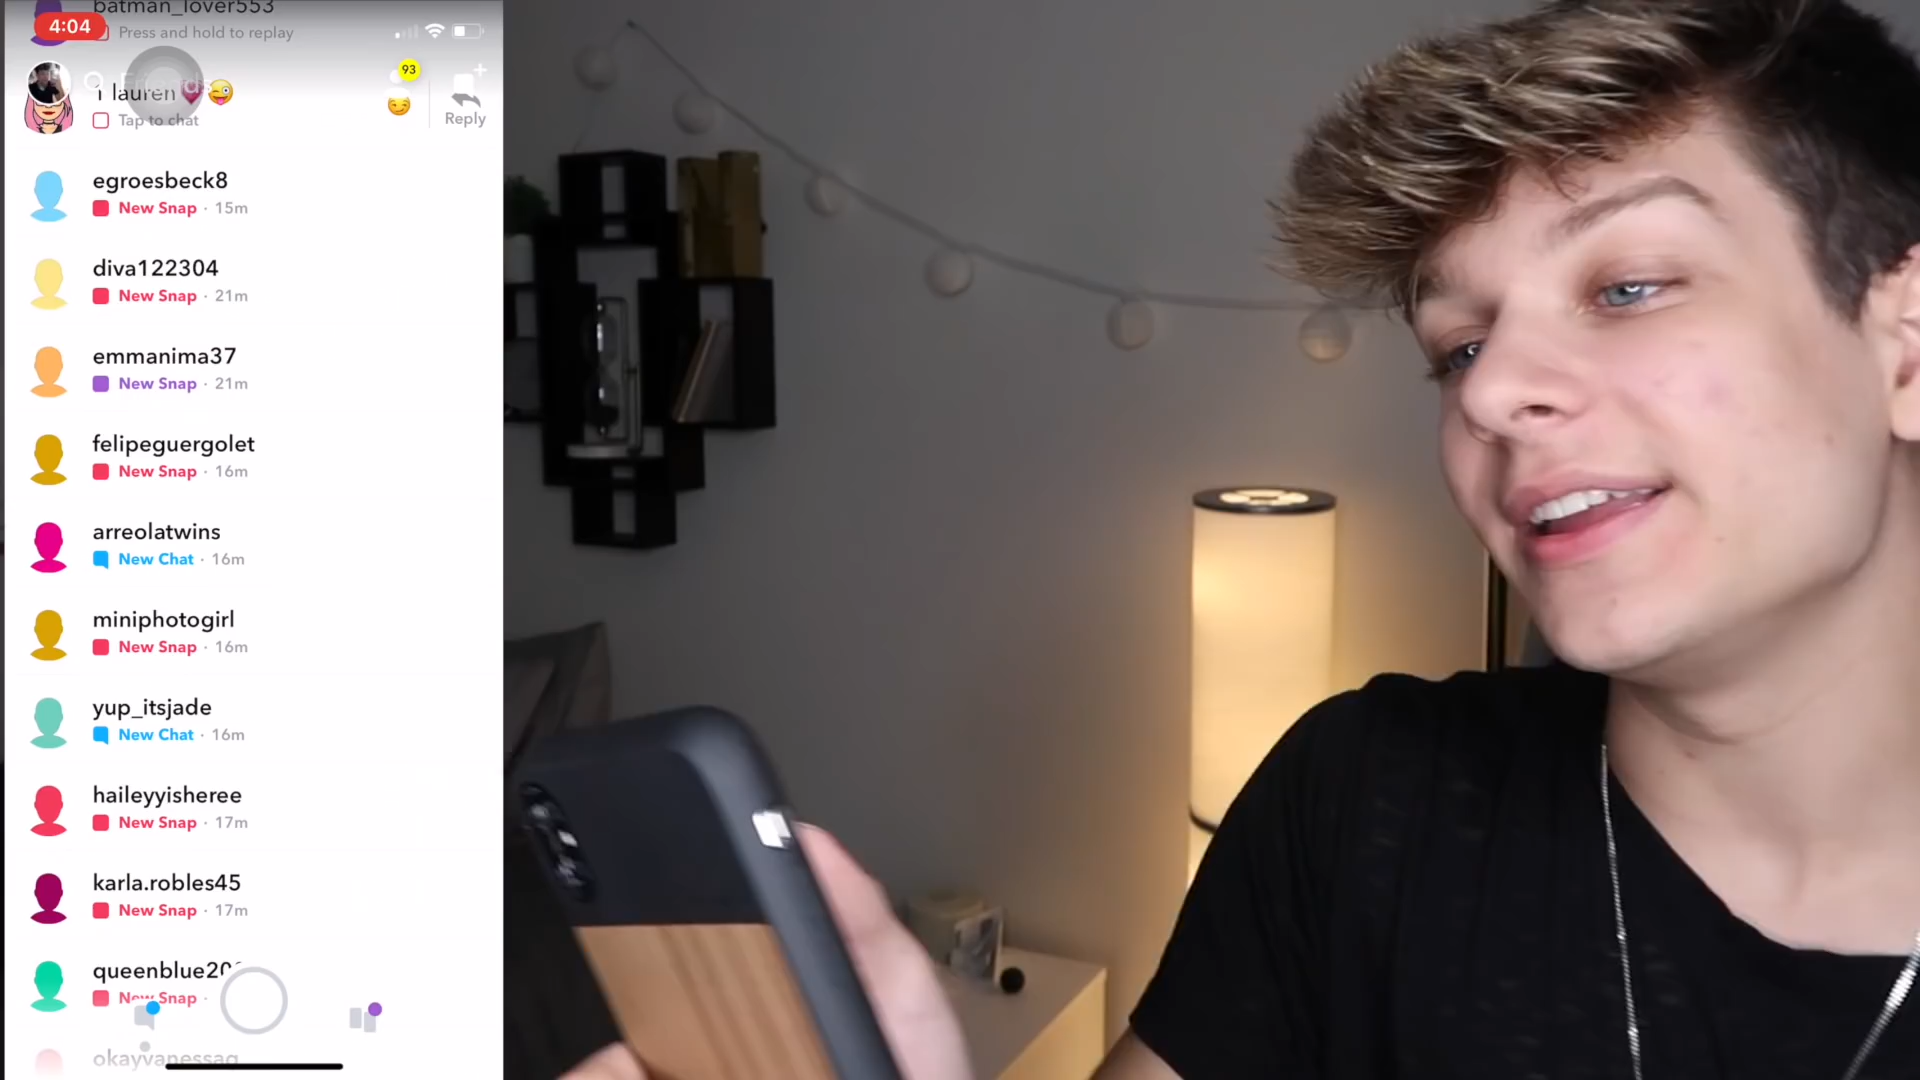 batman_lover553
4:04
Press and hold to replay
93
lauren
Tap to chat
Reply
egroesbeck8
New Snap · 15m
diva122304
New Snap · 21m
emmanima37
New Snap · 21m
felipeguergolet
New Snap · 16m
arreolatwins
New Chat · 16m
miniphotogirl
New Snap · 16m
yup_itsjade
New Chat · 16m
haileyyisheree
New Snap · 17m
karla.robles45
New Snap · 17m
New Snap ·